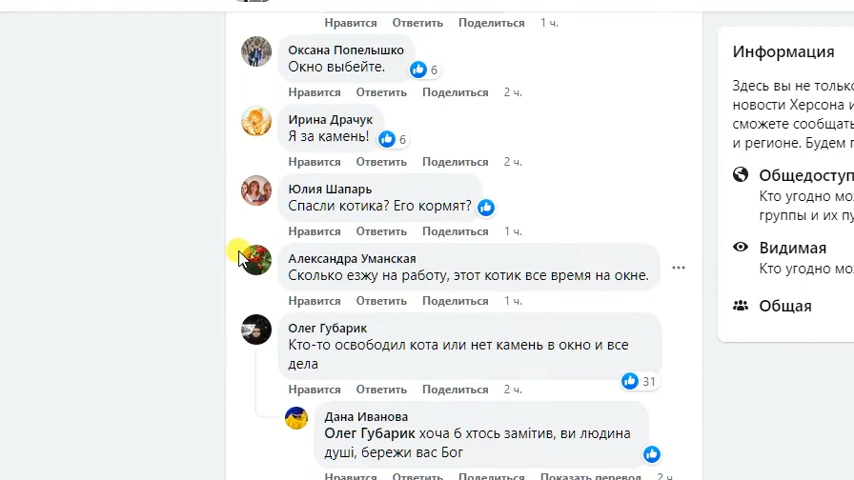 Нравится Ответить Поделиться 1 ч.
Оксана Попелышко
Окно выбейте.
6
Нравится Ответить Поделиться 2 ч.
Ирина Драчук
Я за камень!
6
Нравится Ответить Поделиться 2 ч.
Юлия Шапарь
Спасли котика? Его кормят?
Нравится Ответить Поделиться 1 ч.
Александра Уманская
Сколько езжу на работу, этот котик все время на окне.
Нравится Ответить Поделиться 1 ч.
Олег Губарик
Кто-то освободил кота или нет камень в окно и все
дела
31
Нравится Ответить Поделиться 2 ч.
Дана Иванова
Олег Губарик хоча б хтось замітив, ви людина
душі, бережи вас Бог
Нравится Ответить Поделиться Показать перевод 2 ч.
Информация
Здесь вы не только
новости Херсона и
сможете сообщать
и регионе. Будем
Общедоступ
Кто угодно мо
группы и их пу
Видимая
Кто угодно мо
Общая